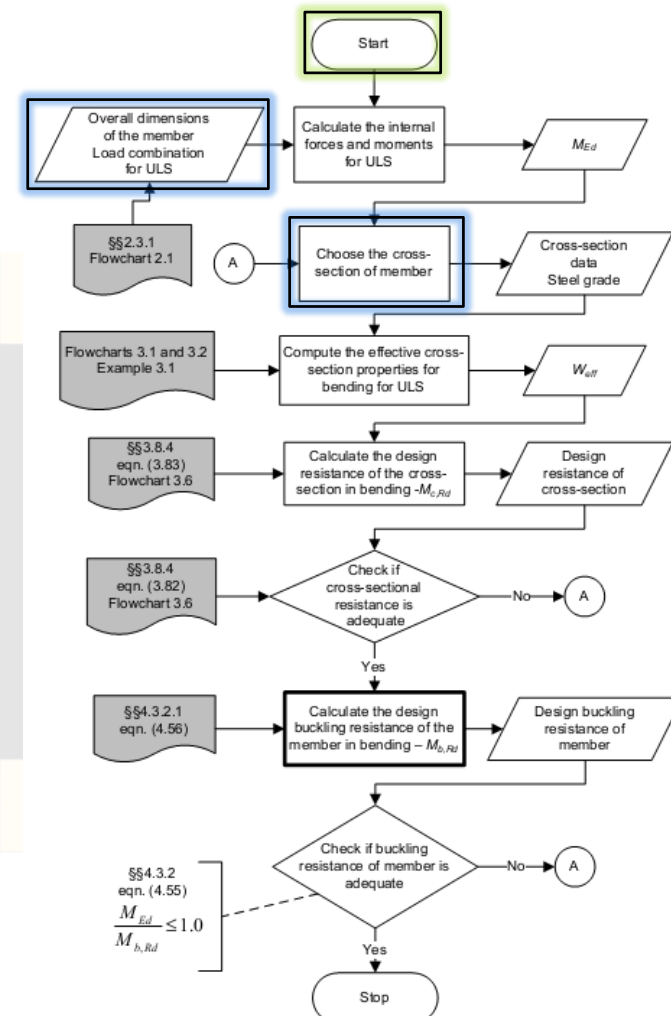 Start
Overall dimensions
of the member
Load combination
for ULS
Calculate the internal
forces and moments
for ULS
M_Ed
§§2.3.1
Flowchart 2.1
A
Choose the cross-
section of member
Cross-section
data
Steel grade
Flowcharts 3.1 and 3.2
Example 3.1
Compute the effective cross-
section properties for
bending for ULS
W_eff
§§3.8.4
eqn. (3.83)
Flowchart 3.6
Calculate the design
resistance of the cross-
section in bending -M_c,Rd
Design
resistance of
cross-section
§§3.8.4
eqn. (3.82)
Flowchart 3.6
Check if
cross-sectional
resistance is
adequate
No
A
Yes
§§4.3.2.1
eqn. (4.56)
Calculate the design
buckling resistance of the
member in bending – M_b,Rd
Design buckling
resistance of
member
§§4.3.2
eqn. (4.55)
M_Ed / M_b,Rd ≤ 1.0
Check if buckling
resistance of member is
adequate
No
A
Yes
Stop